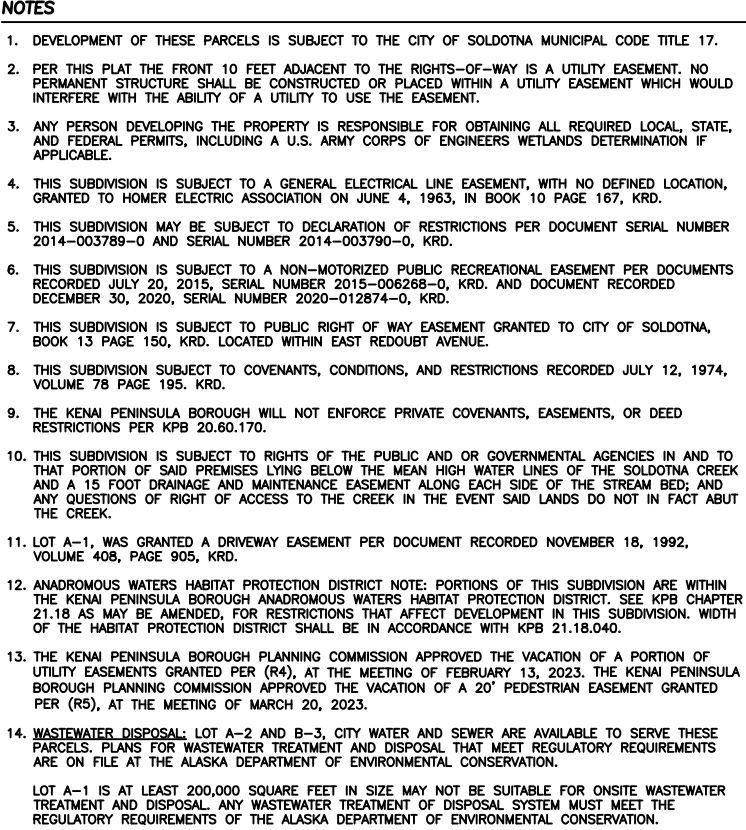 NOTES
1. DEVELOPMENT OF THESE PARCELS IS SUBJECT TO THE CITY OF SOLDOTNA MUNICIPAL CODE TITLE 17.
2. PER THIS PLAT THE FRONT 10 FEET ADJACENT TO THE RIGHTS-OF-WAY IS A UTILITY EASEMENT. NO
PERMANENT STRUCTURE SHALL BE CONSTRUCTED OR PLACED WITHIN A UTILITY EASEMENT WHICH WOULD
INTERFERE WITH THE ABILITY OF A UTILITY TO USE THE EASEMENT.
3. ANY PERSON DEVELOPING THE PROPERTY IS RESPONSIBLE FOR OBTAINING ALL REQUIRED LOCAL, STATE,
AND FEDERAL PERMITS, INCLUDING A U.S. ARMY CORPS OF ENGINEERS WETLANDS DETERMINATION IF
APPLICABLE.
4. THIS SUBDIVISION IS SUBJECT TO A GENERAL ELECTRICAL LINE EASEMENT, WITH NO DEFINED LOCATION,
GRANTED TO HOMER ELECTRIC ASSOCIATION ON JUNE 4, 1963, IN BOOK 10 PAGE 167, KRD.
5. THIS SUBDIVISION MAY BE SUBJECT TO DECLARATION OF RESTRICTIONS PER DOCUMENT SERIAL NUMBER
2014-003789-0 AND SERIAL NUMBER 2014-003790-0, KRD.
6. THIS SUBDIVISION IS SUBJECT TO A NON-MOTORIZED PUBLIC RECREATIONAL EASEMENT PER DOCUMENTS
RECORDED JULY 20, 2015, SERIAL NUMBER 2015-006268-0, KRD. AND DOCUMENT RECORDED
DECEMBER 30, 2020, SERIAL NUMBER 2020-012874-0, KRD.
7. THIS SUBDIVISION IS SUBJECT TO PUBLIC RIGHT OF WAY EASEMENT GRANTED TO CITY OF SOLDOTNA,
BOOK 13 PAGE 150, KRD. LOCATED WITHIN EAST REDOUBT AVENUE.
8. THIS SUBDIVISION SUBJECT TO COVENANTS, CONDITIONS, AND RESTRICTIONS RECORDED JULY 12, 1974,
VOLUME 78 PAGE 195. KRD.
9. THE KENAI PENINSULA BOROUGH WILL NOT ENFORCE PRIVATE COVENANTS, EASEMENTS, OR DEED
RESTRICTIONS PER KPB 20.60.170.
10. THIS SUBDIVISION IS SUBJECT TO RIGHTS OF THE PUBLIC AND OR GOVERNMENTAL AGENCIES IN AND TO
THAT PORTION OF SAID PREMISES LYING BELOW THE MEAN HIGH WATER LINES OF THE SOLDOTNA CREEK
AND A 15 FOOT DRAINAGE AND MAINTENANCE EASEMENT ALONG EACH SIDE OF THE STREAM BED; AND
ANY QUESTIONS OF RIGHT OF ACCESS TO THE CREEK IN THE EVENT SAID LANDS DO NOT IN FACT ABUT
THE CREEK.
11. LOT A-1, WAS GRANTED A DRIVEWAY EASEMENT PER DOCUMENT RECORDED NOVEMBER 18, 1992,
VOLUME 408, PAGE 905, KRD.
12. ANADROMOUS WATERS HABITAT PROTECTION DISTRICT NOTE: PORTIONS OF THIS SUBDIVISION ARE WITHIN
THE KENAI PENINSULA BOROUGH ANADROMOUS WATERS HABITAT PROTECTION DISTRICT. SEE KPB CHAPTER
21.18 AS MAY BE AMENDED, FOR RESTRICTIONS THAT AFFECT DEVELOPMENT IN THIS SUBDIVISION. WIDTH
OF THE HABITAT PROTECTION DISTRICT SHALL BE IN ACCORDANCE WITH KPB 21.18.040.
13. THE KENAI PENINSULA BOROUGH PLANNING COMMISSION APPROVED THE VACATION OF A PORTION OF
UTILITY EASEMENTS GRANTED PER (R4), AT THE MEETING OF FEBRUARY 13, 2023. THE KENAI PENINSULA
BOROUGH PLANNING COMMISSION APPROVED THE VACATION OF A 20' PEDESTRIAN EASEMENT GRANTED
PER (R5), AT THE MEETING OF MARCH 20, 2023.
14. WASTEWATER DISPOSAL: LOT A-2 AND B-3, CITY WATER AND SEWER ARE AVAILABLE TO SERVE THESE
PARCELS. PLANS FOR WASTEWATER TREATMENT AND DISPOSAL THAT MEET REGULATORY REQUIREMENTS
ARE ON FILE AT THE ALASKA DEPARTMENT OF ENVIRONMENTAL CONSERVATION.
LOT A-1 IS AT LEAST 200,000 SQUARE FEET IN SIZE MAY NOT BE SUITABLE FOR ONSITE WASTEWATER
TREATMENT AND DISPOSAL. ANY WASTEWATER TREATMENT OF DISPOSAL SYSTEM MUST MEET THE
REGULATORY REQUIREMENTS OF THE ALASKA DEPARTMENT OF ENVIRONMENTAL CONSERVATION.